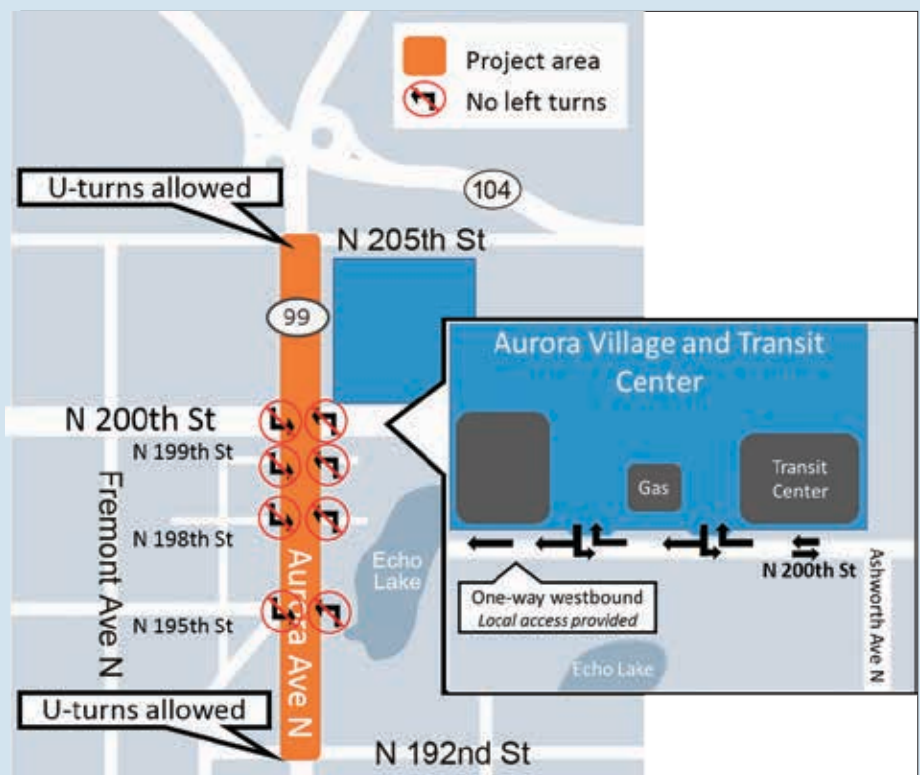 Project area
No left turns
U-turns allowed
104
N 205th St
99
N 200th St
N 199th St
N 198th St
N 195th St
Fremont Ave N
Aurora Ave N
Echo
Lake
U-turns allowed
N 192nd St
Aurora Village and Transit
Center
Gas
Transit
Center
N 200th St
Ashworth Ave N
One-way westbound
Local access provided
Echo Lake